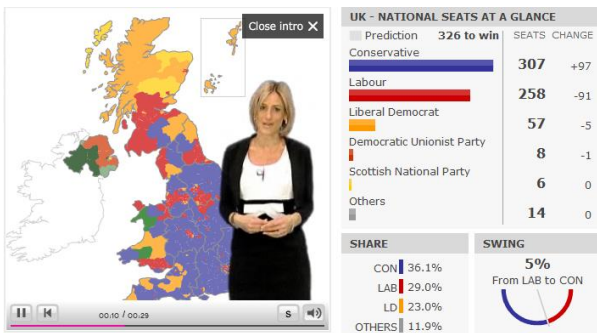 Close intro X
00:10 / 00:29
S
UK - NATIONAL SEATS AT A GLANCE
Prediction 326 to win SEATS CHANGE
Conservative 307 +97
Labour 258 -91
Liberal Democrat 57 -5
Democratic Unionist Party 8 -1
Scottish National Party 6 0
Others 14 0
SHARE
CON 36.1%
LAB 29.0%
LD 23.0%
OTHERS 11.9%
SWING
5%
From LAB to CON